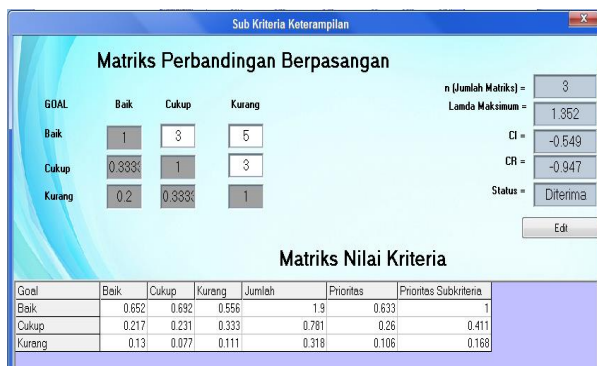 Sub Kriteria Keterampilan
Matriks Perbandingan Berpasangan
n (Jumlah Matriks) = 3
Lamda Maksimum = 1.352
CI = -0.549
CR = -0.947
Status = Diterima
Edit
GOAL Baik Cukup Kurang
Baik 1 3 5
Cukup 0.3333 1 3
Kurang 0.2 0.3333 1
Matriks Nilai Kriteria
Goal Baik Cukup Kurang Jumlah Prioritas Prioritas Subkriteria
Baik 0.652 0.692 0.556 1.9 0.633 1
Cukup 0.217 0.231 0.333 0.781 0.26 0.411
Kurang 0.13 0.077 0.111 0.318 0.106 0.168